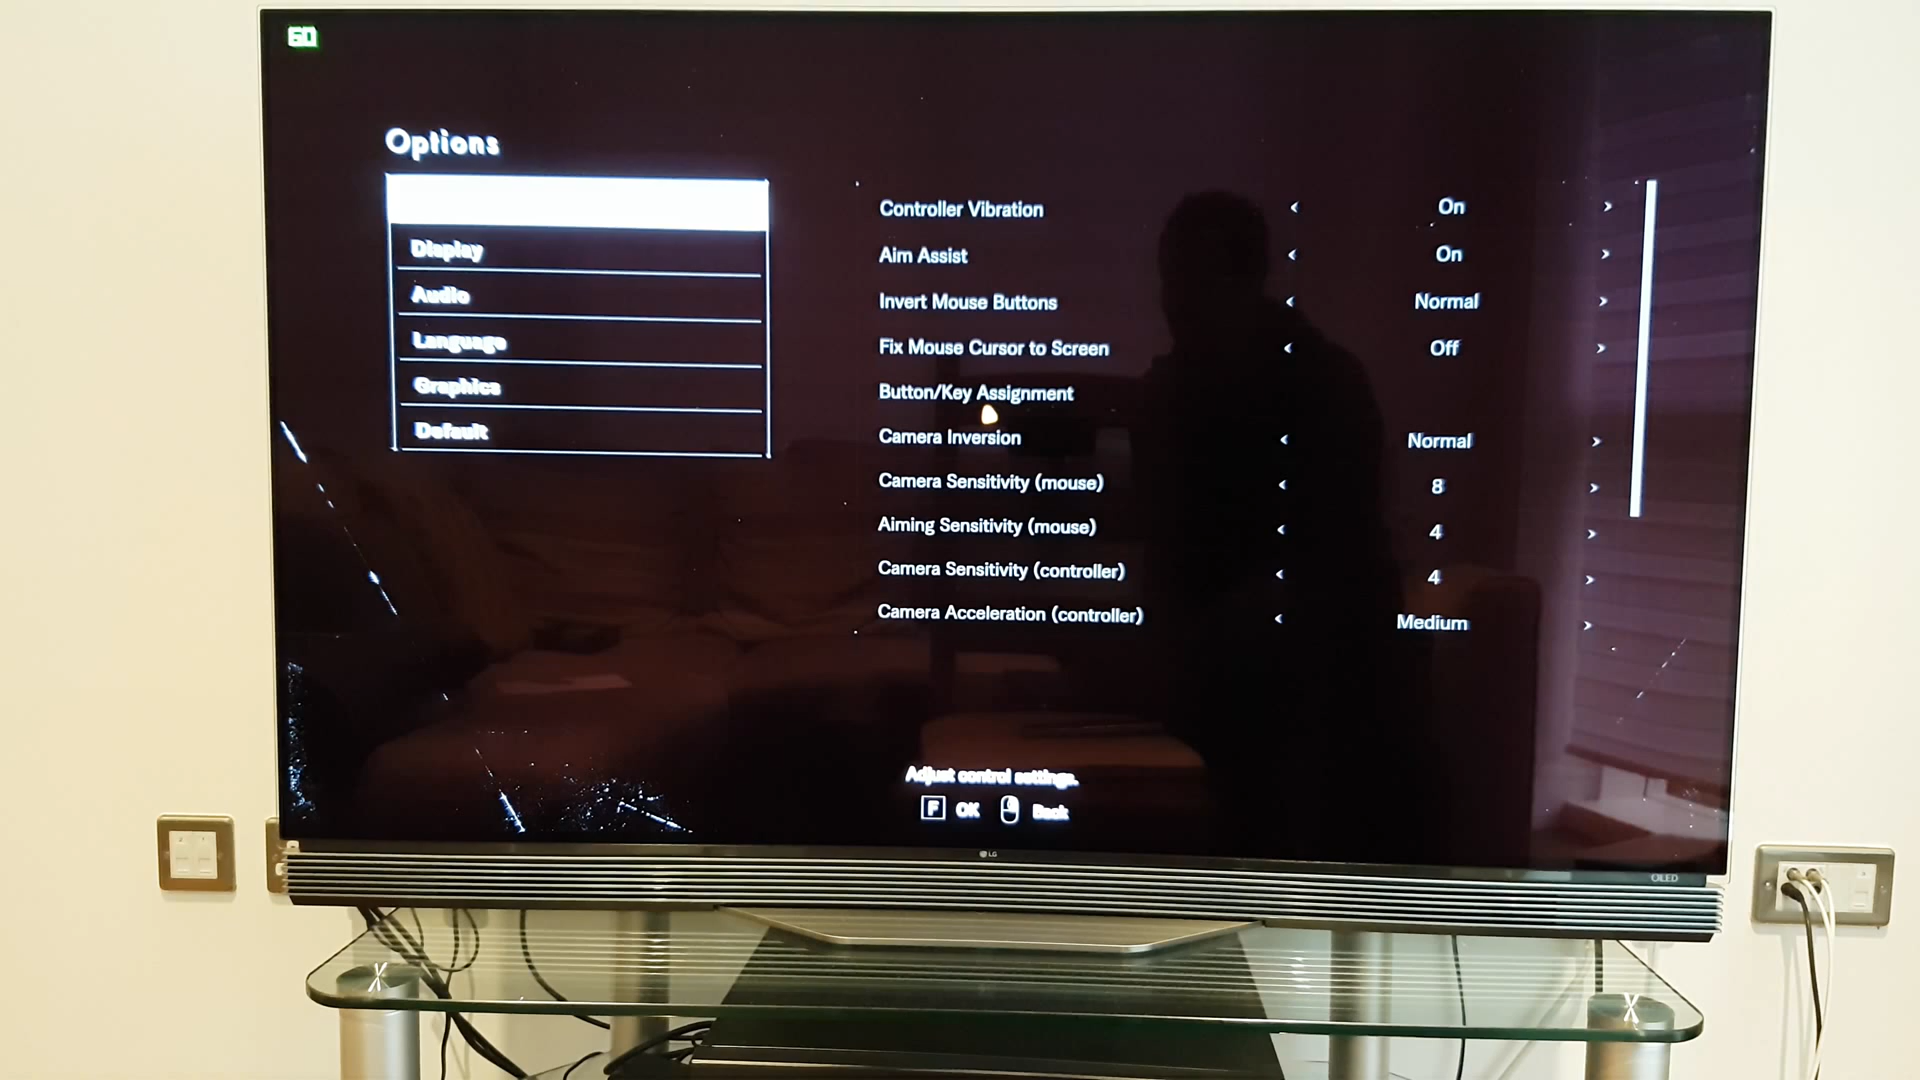 60
Options
Display
Audio
Language
Graphics
Default
Controller Vibration < On >
Aim Assist < On >
Invert Mouse Buttons < Normal >
Fix Mouse Cursor to Screen < Off >
Button/Key Assignment
Camera Inversion < Normal >
Camera Sensitivity (mouse) < 8 >
Aiming Sensitivity (mouse) < 4 >
Camera Sensitivity (controller) < 4 >
Camera Acceleration (controller) < Medium >
Adjust control settings.
F OK Back
LG
OLED